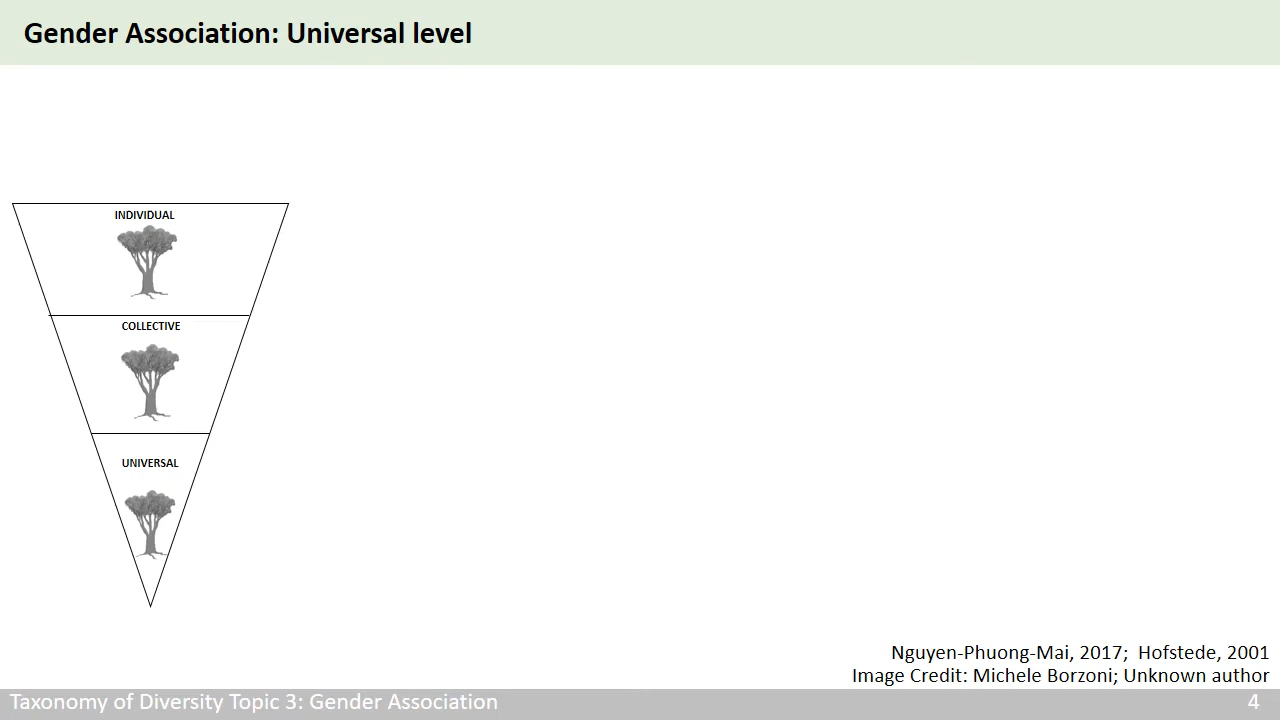 Gender Association: Universal level
INDIVIDUAL
COLLECTIVE
UNIVERSAL
Nguyen-Phuong-Mai, 2017;  Hofstede, 2001
Image Credit: Michele Borzoni; Unknown author
Taxonomy of Diversity Topic 3: Gender Association
4